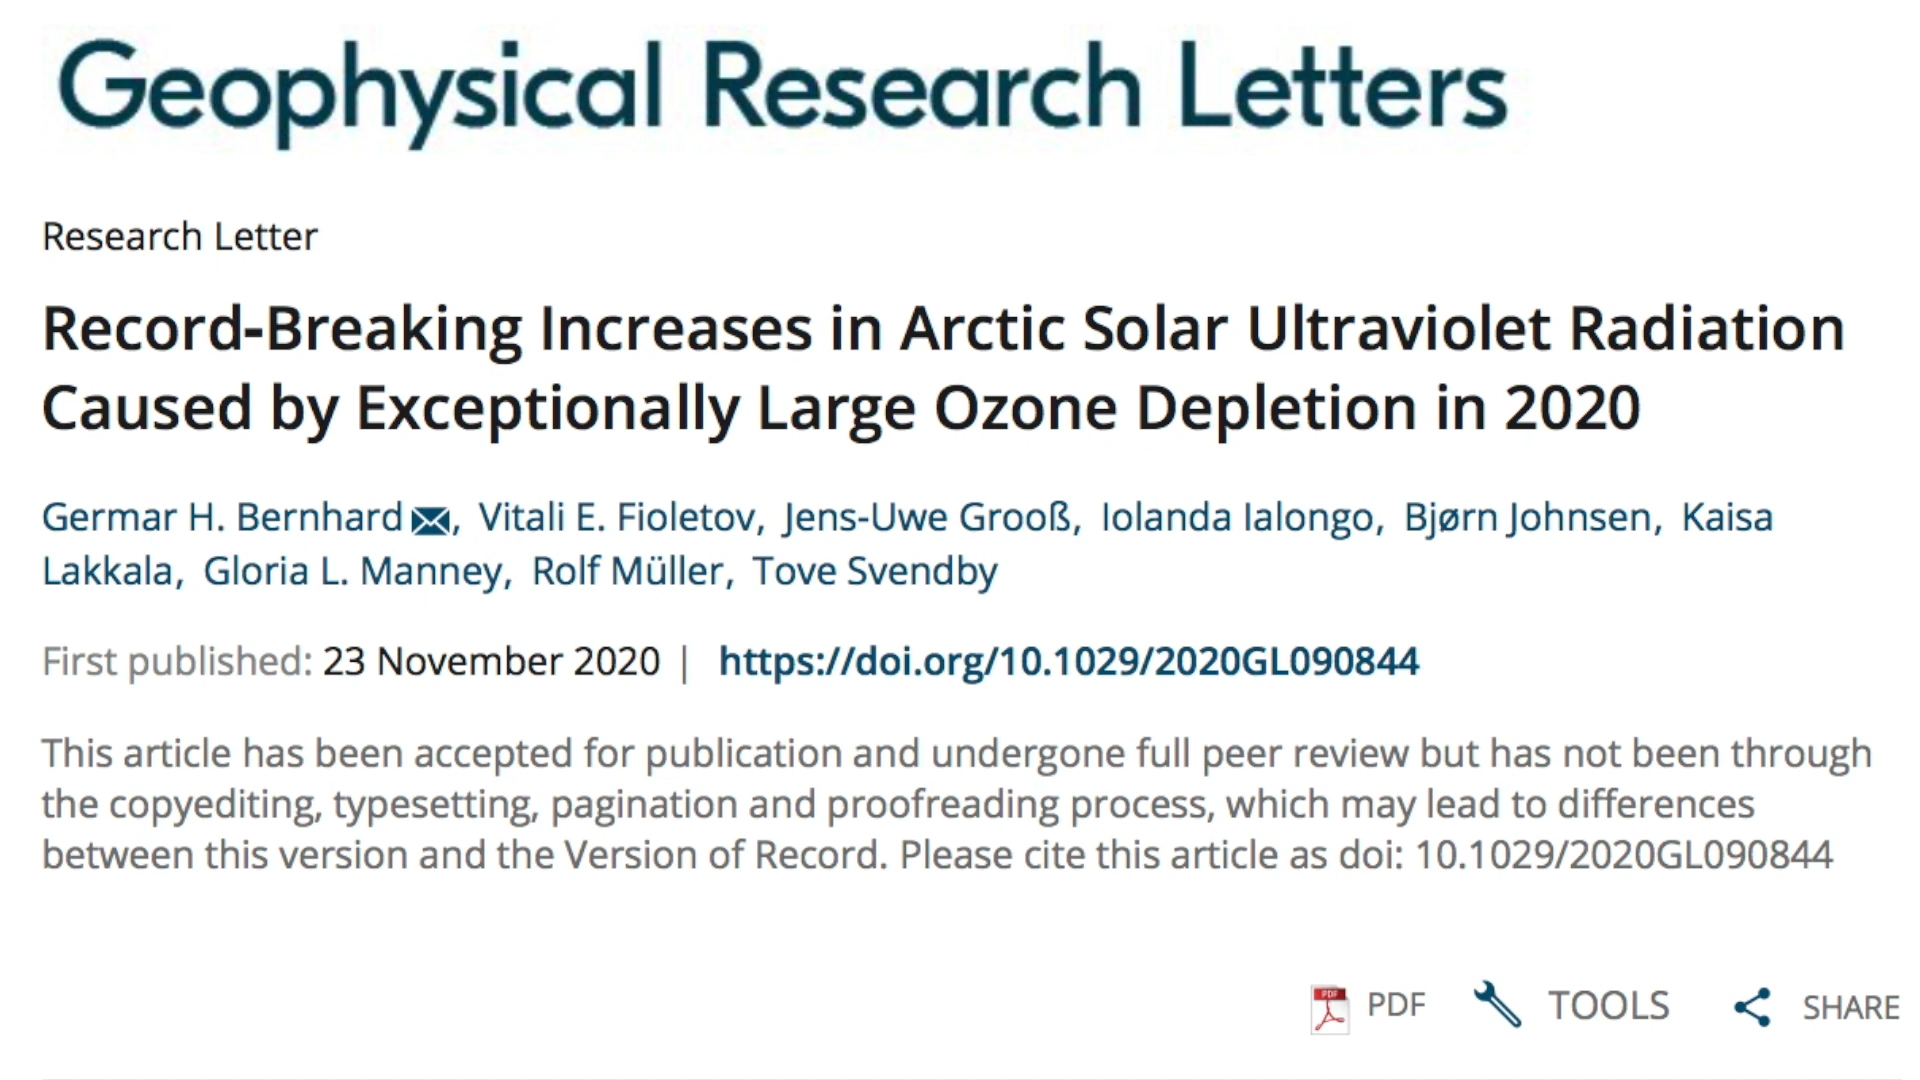 Geophysical Research Letters
Research Letter
Record-Breaking Increases in Arctic Solar Ultraviolet Radiation
Caused by Exceptionally Large Ozone Depletion in 2020
Germar H. Bernhard, Vitali E. Fioletov, Jens-Uwe Grooß, Iolanda Ialongo, Bjørn Johnsen, Kaisa
Lakkala, Gloria L. Manney, Rolf Müller, Tove Svendby
First published: 23 November 2020 | https://doi.org/10.1029/2020GL090844
This article has been accepted for publication and undergone full peer review but has not been through
the copyediting, typesetting, pagination and proofreading process, which may lead to differences
between this version and the Version of Record. Please cite this article as doi: 10.1029/2020GL090844
PDF PDF TOOLS SHARE